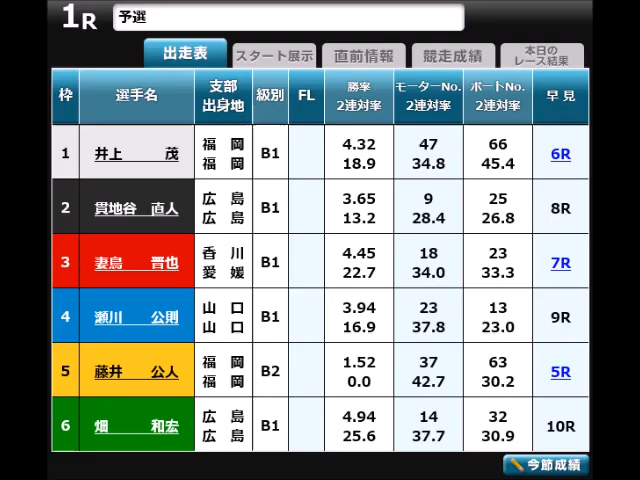 1R 予選
出走表 スタート展示 直前情報 競走成績 本日の
レース結果
枠 選手名 支部 級別 FL 勝率 モーターNo. ボートNo. 早見
出身地 2連対率 2連対率 2連対率
1 井上 茂 福岡 B1 4.32 47 66 6R
福岡 18.9 34.8 45.4
2 貫地谷 直人 広島 B1 3.65 9 25 8R
広島 13.2 28.4 26.8
3 妻鳥 晋也 香川 B1 4.45 18 23 7R
愛媛 22.7 34.0 33.3
4 瀬川 公則 山口 B1 3.94 23 13 9R
山口 16.9 37.8 23.0
5 藤井 公人 福岡 B2 1.52 37 63 5R
福岡 0.0 42.7 30.2
6 畑 和宏 広島 B1 4.94 14 32 10R
広島 25.6 37.7 30.9
今節成績